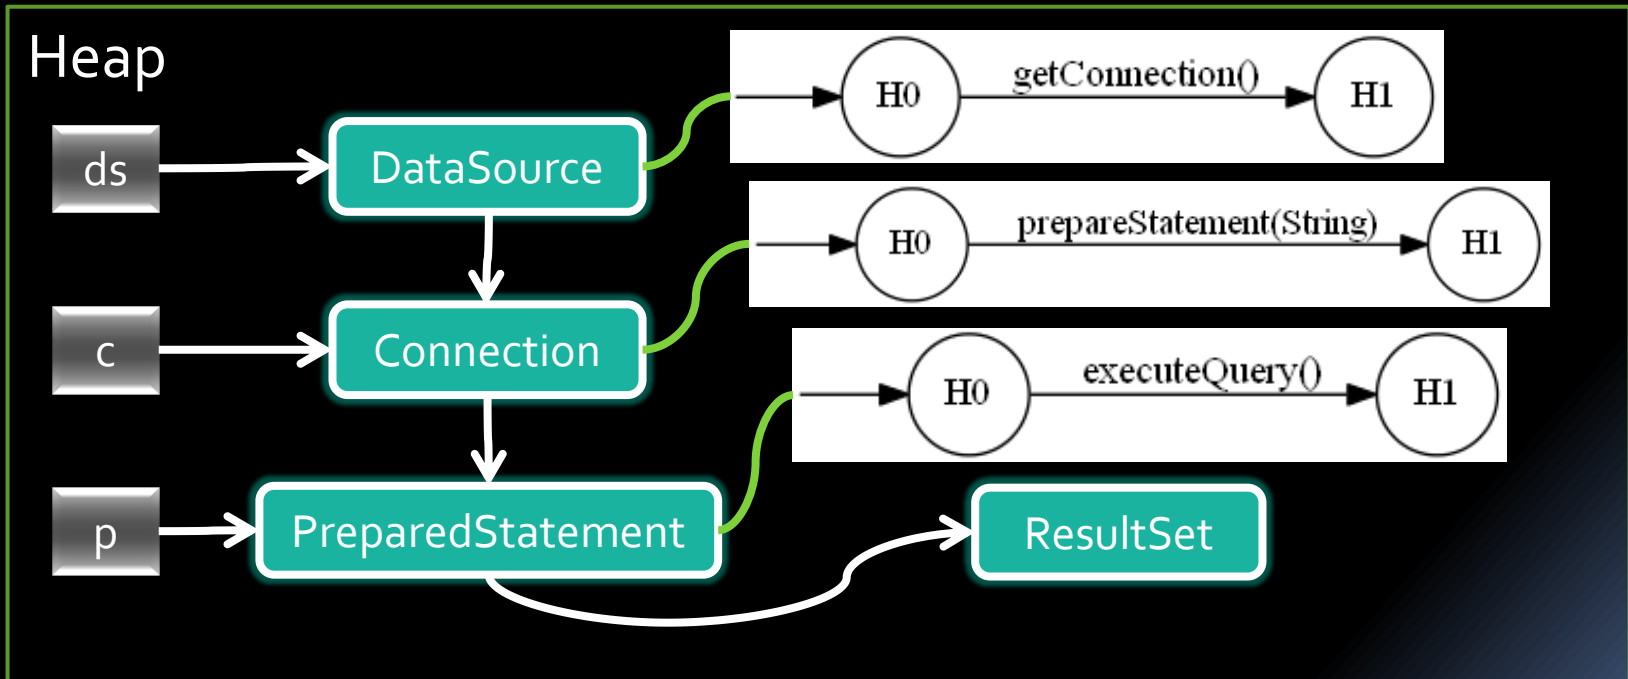 Heap
ds
DataSource
H0
getConnection()
H1
c
Connection
H0
prepareStatement(String)
H1
p
PreparedStatement
H0
executeQuery()
H1
ResultSet